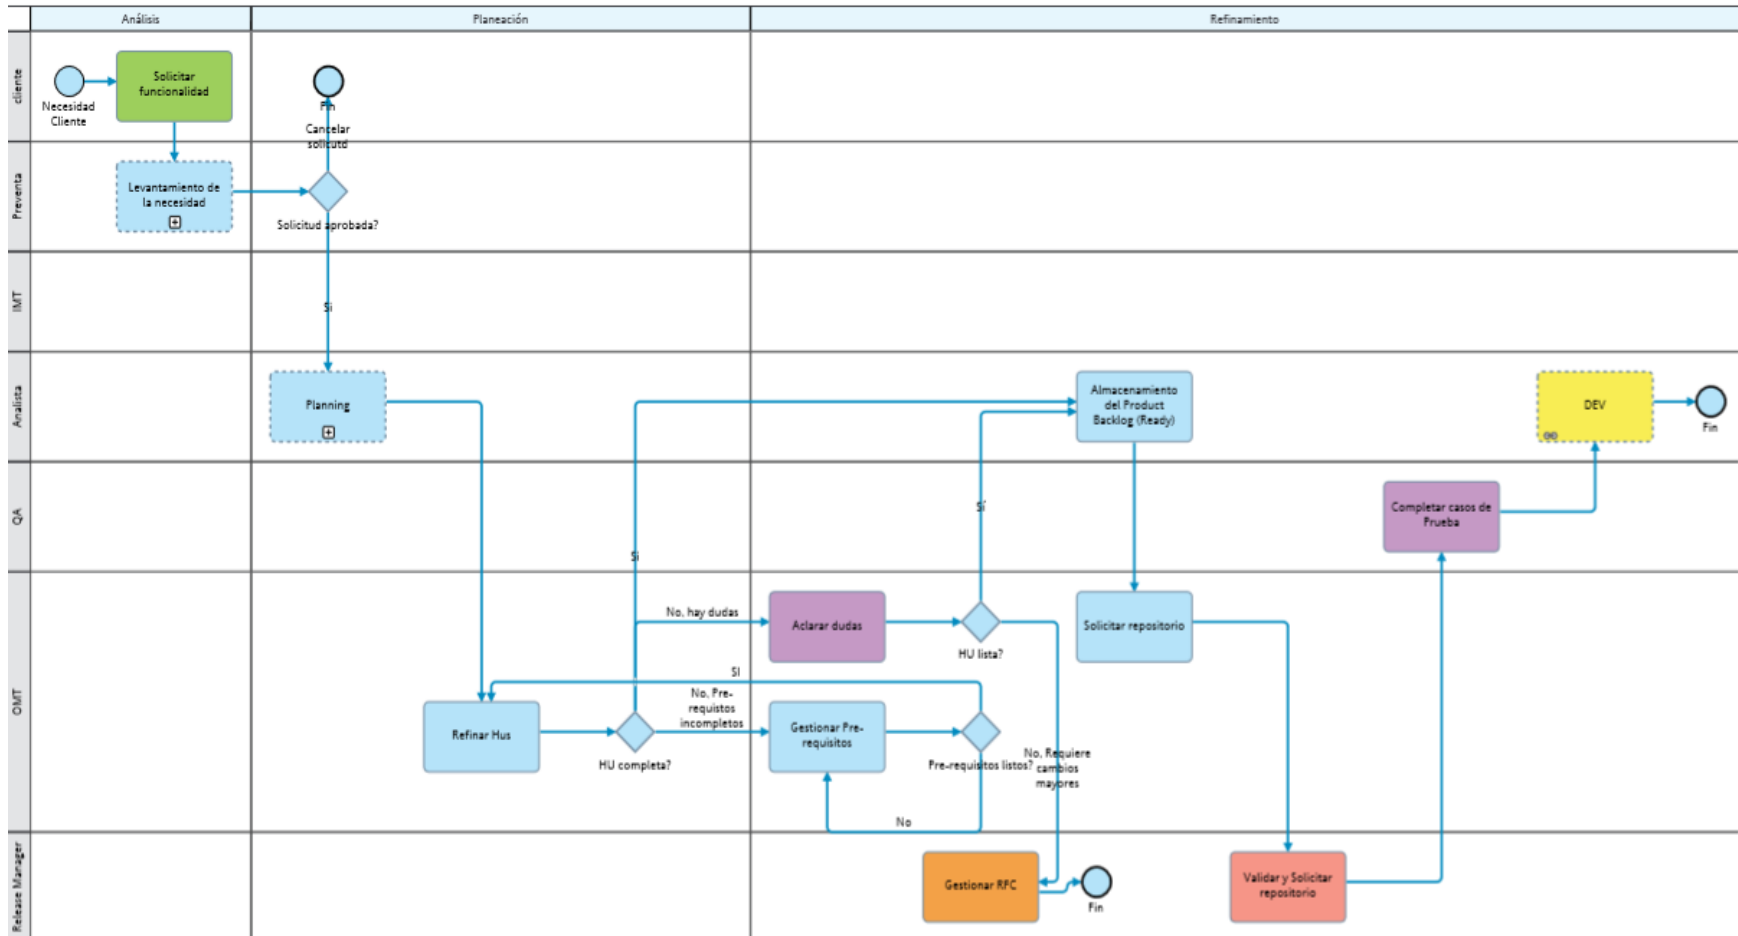 Análisis
Planeación
Refinamiento
cliente
Necesidad
Cliente
Solicitar
funcionalidad
Fin
Cancelar
solicutd
Preventa
Levantamiento de
la necesidad
Solicitud aprobada?
IMT
Si
Analista
Planning
Almacenamiento
del Product
Backlog (Ready)
DEV
Fin
QA
Sí
Completar casos de
Prueba
Si
OMT
No, hay dudas
Aclarar dudas
HU lista?
Solicitar repositorio
SI
Refinar Hus
HU completa?
No, Pre-
requistos
incompletos
Gestionar Pre-
requisitos
Pre-requisitos listos?
No, Requiere
cambios
mayores
No
Release Manager
Gestionar RFC
Fin
Validar y Solicitar
repositorio